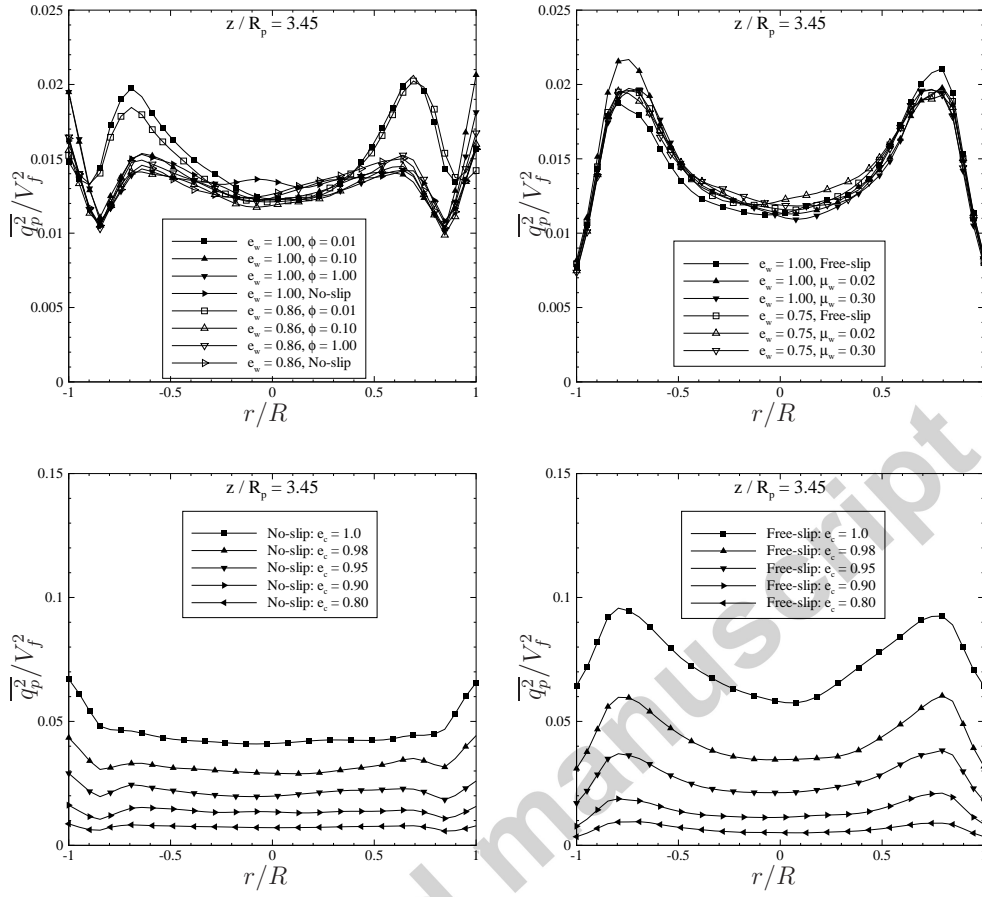 z / R_p = 3.45
0.025
0.02
0.015
0.01
0.005
0
-1
-0.5
0
0.5
1
r/R
\overline{q_p^2}/V_f^2
e_w = 1.00, ϕ = 0.01
e_w = 1.00, ϕ = 0.10
e_w = 1.00, ϕ = 1.00
e_w = 1.00, No-slip
e_w = 0.86, ϕ = 0.01
e_w = 0.86, ϕ = 0.10
e_w = 0.86, ϕ = 1.00
e_w = 0.86, No-slip
z / R_p = 3.45
0.025
0.02
0.015
0.01
0.005
0
-1
-0.5
0
0.5
1
r/R
\overline{q_p^2}/V_f^2
e_w = 1.00, Free-slip
e_w = 1.00, μ_w = 0.02
e_w = 1.00, μ_w = 0.30
e_w = 0.75, Free-slip
e_w = 0.75, μ_w = 0.02
e_w = 0.75, μ_w = 0.30
z / R_p = 3.45
0.15
0.1
0.05
0
-1
-0.5
0
0.5
1
r/R
\overline{q_p^2}/V_f^2
No-slip: e_c = 1.0
No-slip: e_c = 0.98
No-slip: e_c = 0.95
No-slip: e_c = 0.90
No-slip: e_c = 0.80
z / R_p = 3.45
0.15
0.1
0.05
0
-1
-0.5
0
0.5
1
r/R
\overline{q_p^2}/V_f^2
Free-slip: e_c = 1.0
Free-slip: e_c = 0.98
Free-slip: e_c = 0.95
Free-slip: e_c = 0.90
Free-slip: e_c = 0.80
manuscript